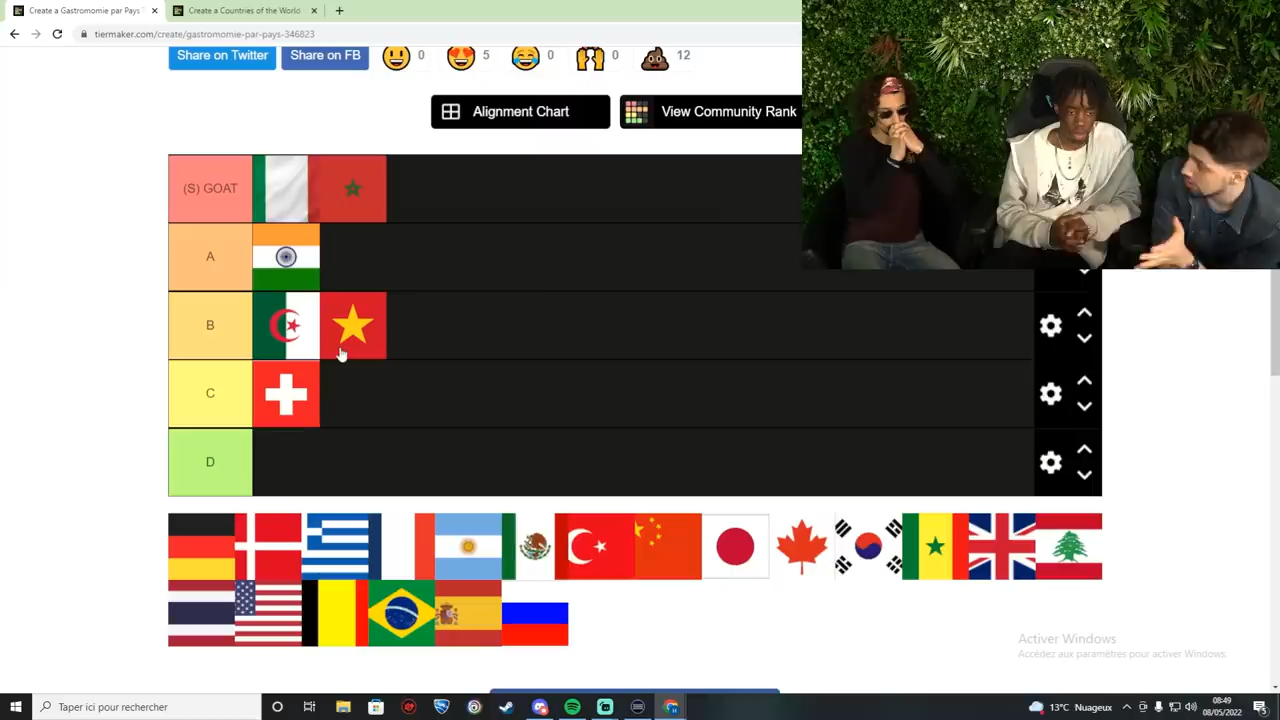 Create a Gastromomie par Pays T
Create a Countries of the World
tiermaker.com/create/gastromomie-par-pays-346823
Share on Twitter
Share on FB
0
5
0
0
12
Alignment Chart
View Community Rank
(S) GOAT
A
B
C
D
Activer Windows
Accédez aux paramètres pour activer Windows.
Taper ici pour rechercher
13°C Nuageux
08:49
08/05/2022